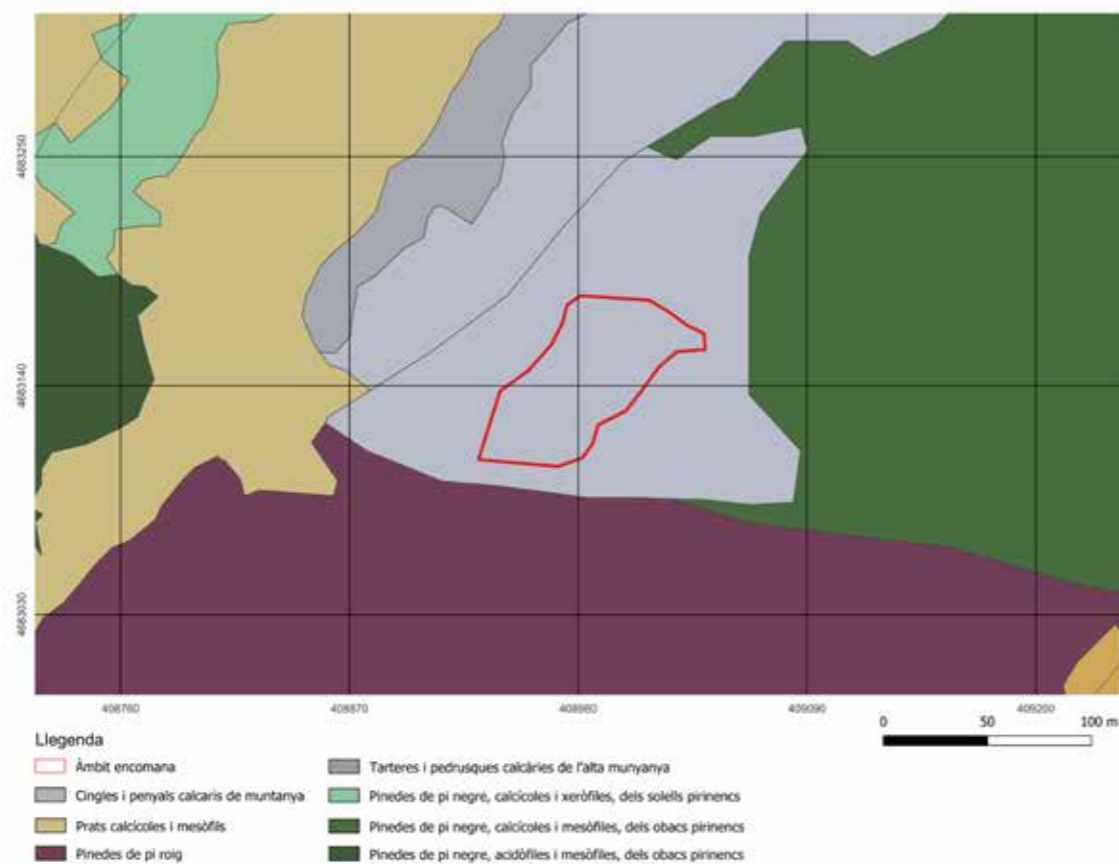 4683250
4683140
4683030
408760
408870
408980
409090
409200
0 50 100 m
Llegenda
Àmbit encomana
Cingles i penyals calcaris de muntanya
Prats calcícoles i mesòfils
Pinedes de pi roig
Tarteres i pedrusques calcàries de l'alta munyanya
Pinedes de pi negre, calcícoles i xeròfiles, dels solells pirinencs
Pinedes de pi negre, calcícoles i mesòfiles, dels obacs pirinencs
Pinedes de pi negre, acidòfiles i mesòfiles, dels obacs pirinencs